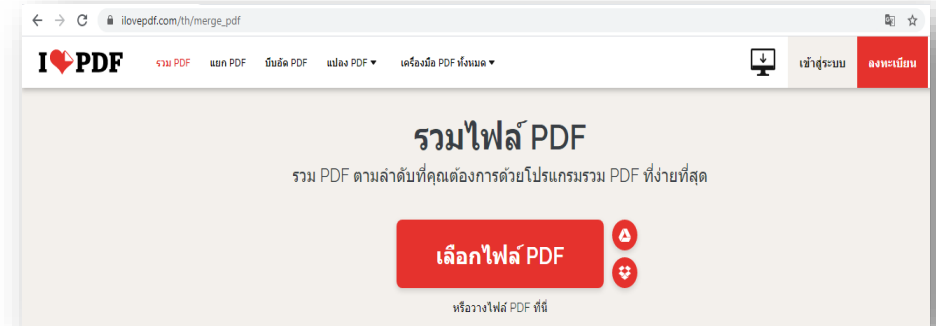 ilovepdf.com/th/merge_pdf
I PDF รวม PDF แยก PDF บีบอัด PDF แปลง PDF เครื่องมือ PDF ทั้งหมด เข้าสู่ระบบ ลงทะเบียน
รวมไฟล์ PDF
รวม PDF ตามลำดับที่คุณต้องการด้วยโปรแกรมรวม PDF ที่ง่ายที่สุด
เลือกไฟล์ PDF
หรือวางไฟล์ PDF ที่นี่